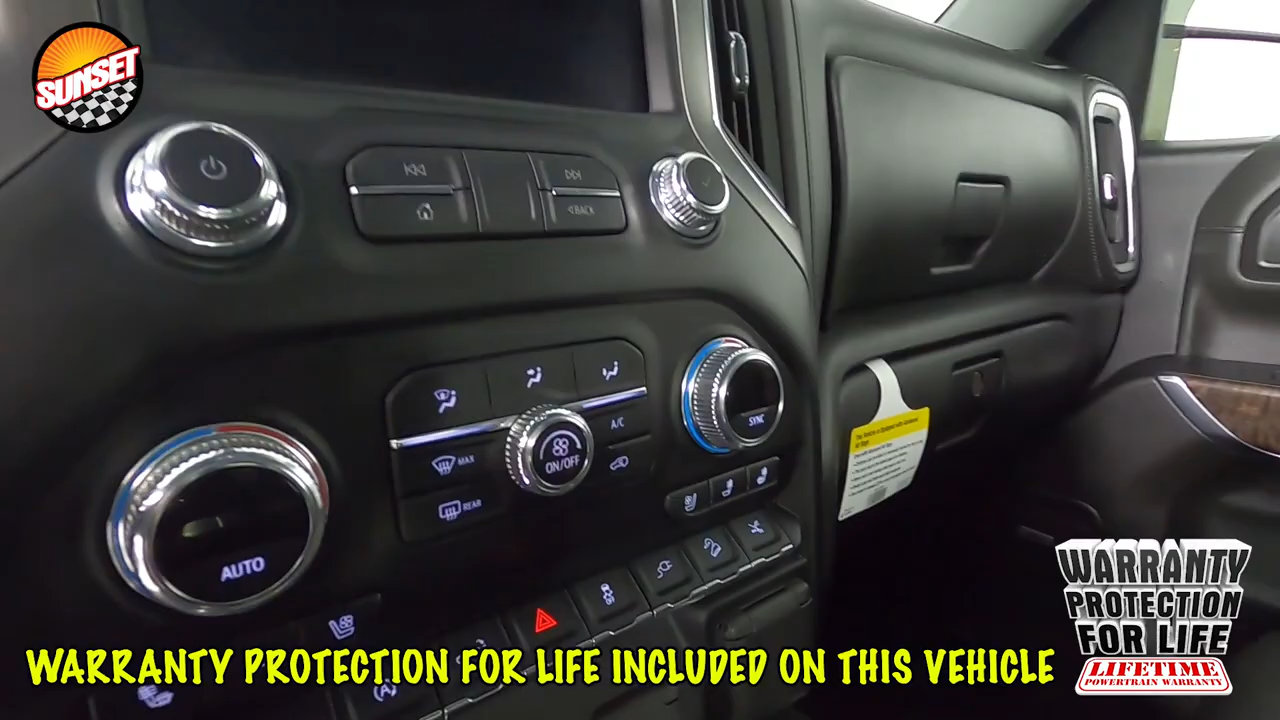 SUNSET
<BACK
MAX
ON/OFF
A/C
REAR
SYNC
AUTO
WARRANTY PROTECTION FOR LIFE INCLUDED ON THIS VEHICLE
WARRANTY
PROTECTION
FOR LIFE
LIFETIME
POWERTRAIN WARRANTY